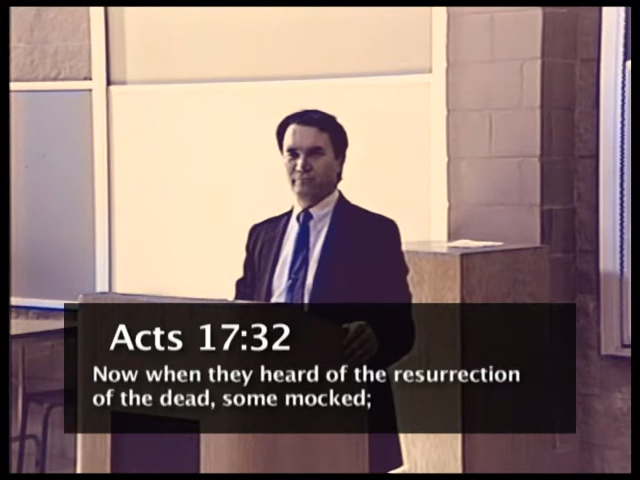 Acts 17:32
Now when they heard of the resurrection
of the dead, some mocked;